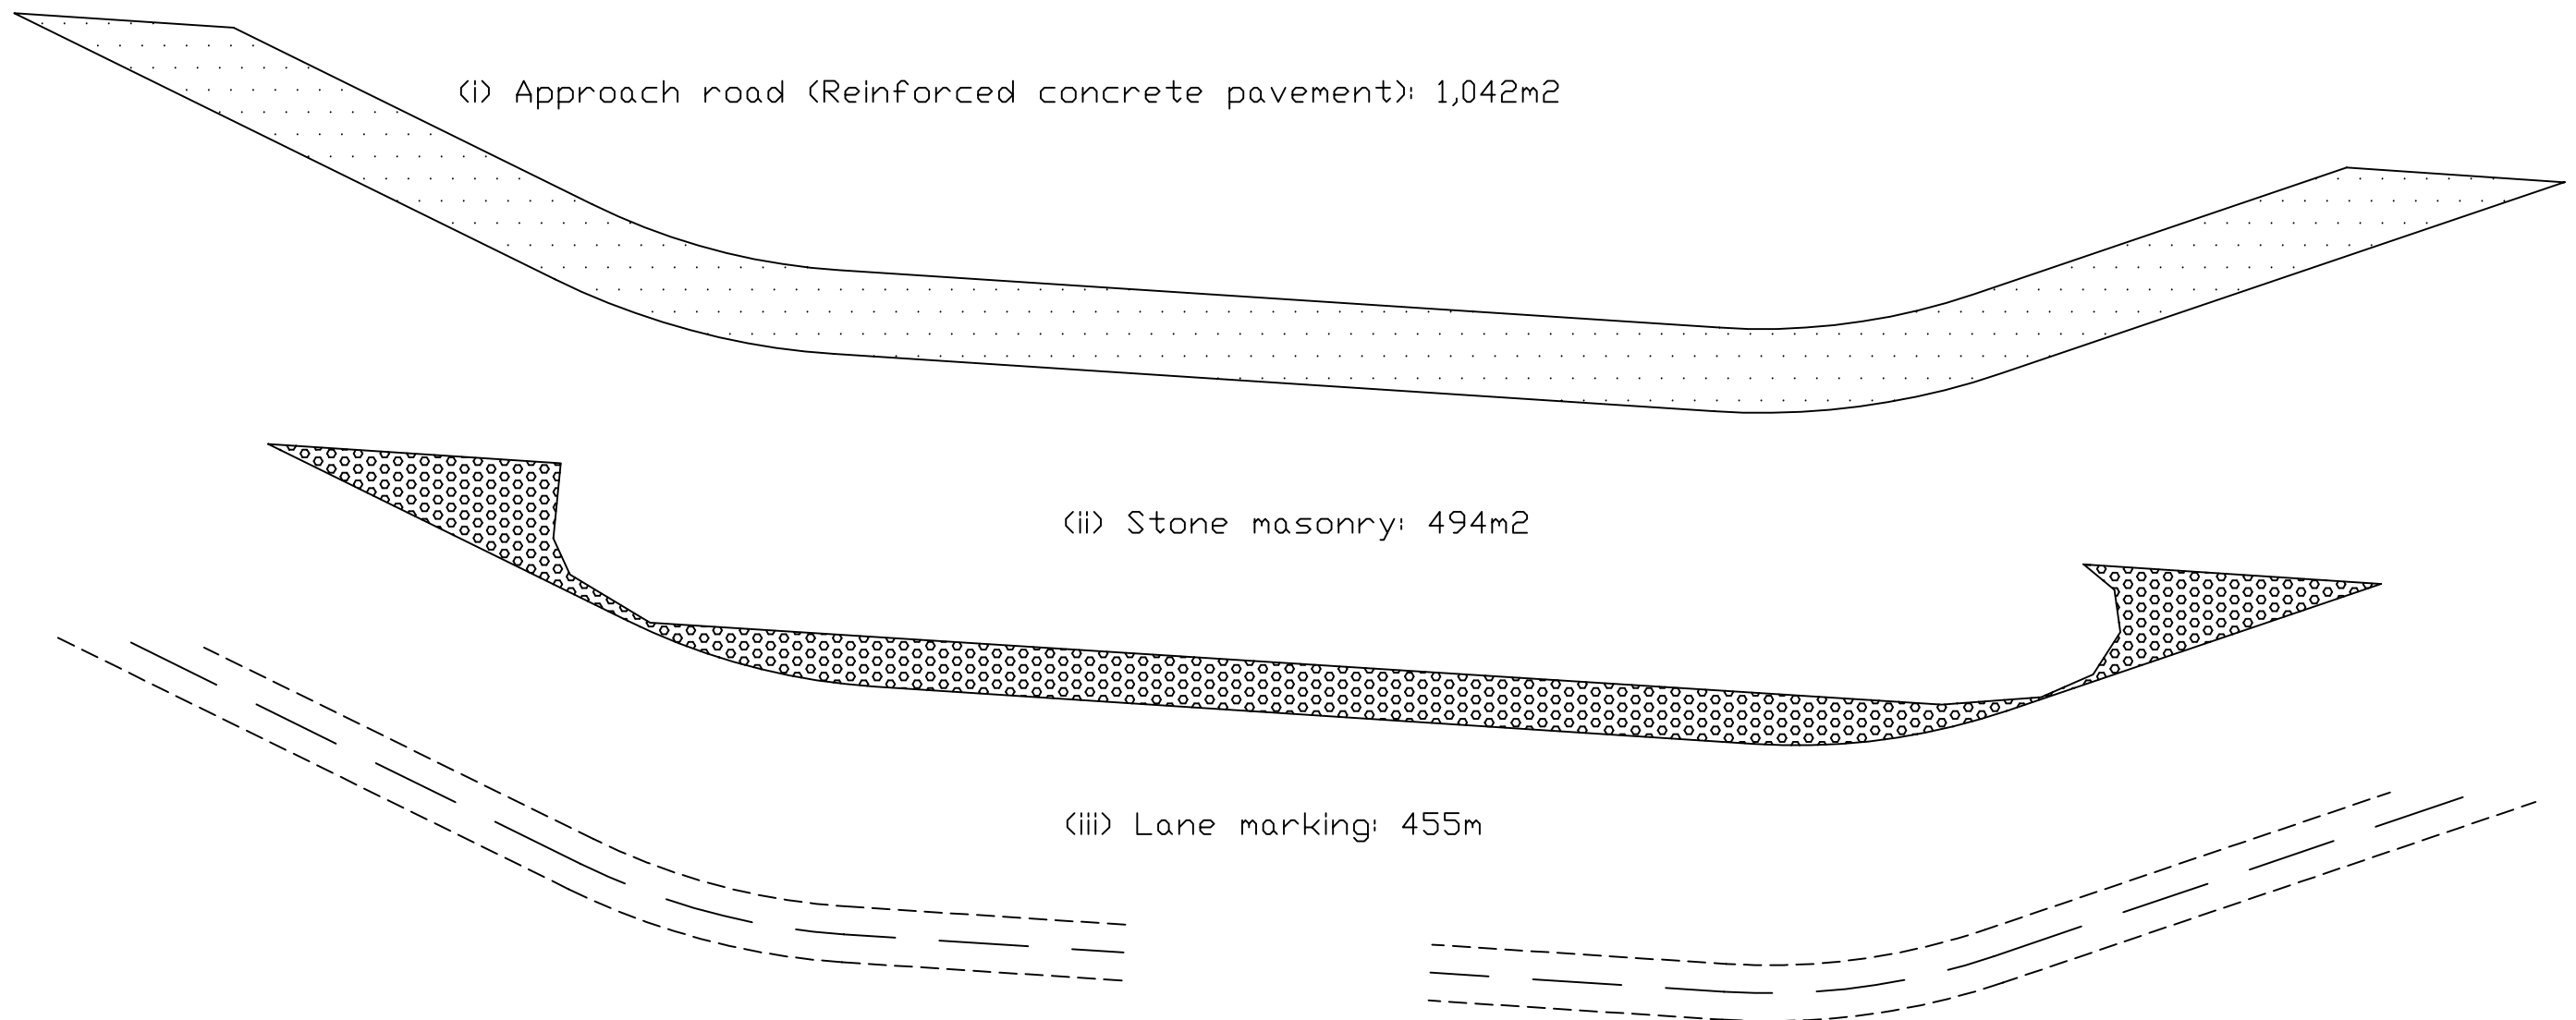 (i) Approach road (Reinforced concrete pavement): 1,042m2
(ii) Stone masonry: 494m2
(iii) Lane marking: 455m